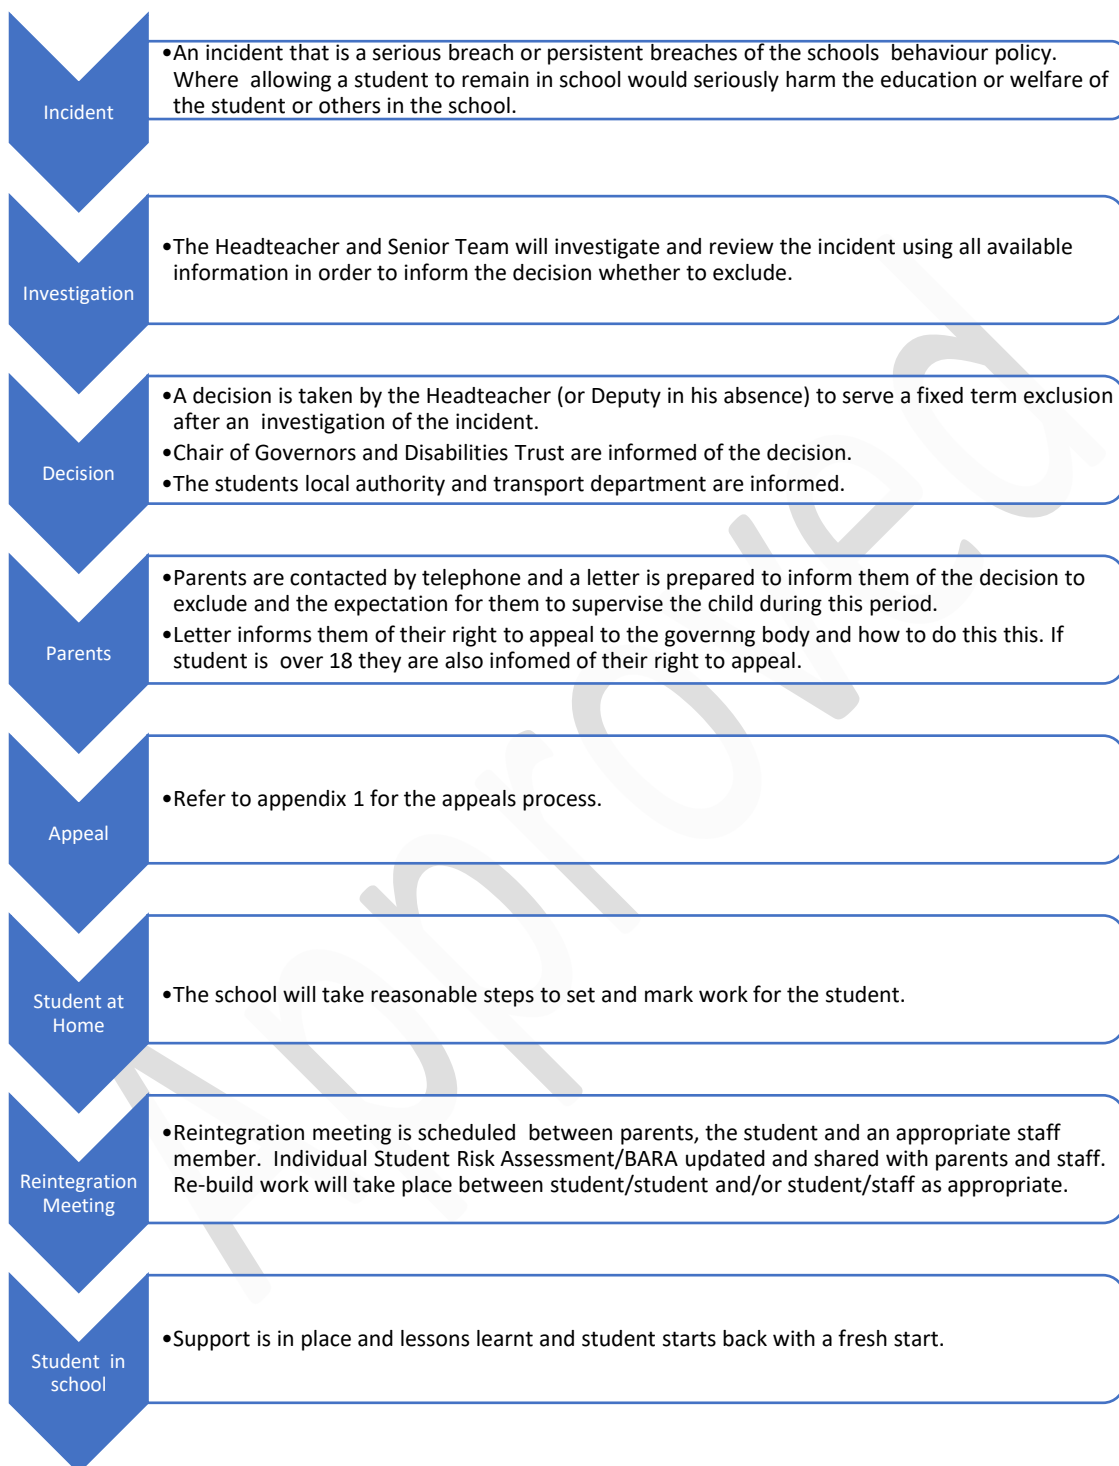 Incident
•An incident that is a serious breach or persistent breaches of the schools  behaviour policy.
Where  allowing a student to remain in school would seriously harm the education or welfare of
the student or others in the school.
Investigation
•The Headteacher and Senior Team will investigate and review the incident using all available
information in order to inform the decision whether to exclude.
Decision
•A decision is taken by the Headteacher (or Deputy in his absence) to serve a fixed term exclusion
after an  investigation of the incident.
•Chair of Governors and Disabilities Trust are informed of the decision.
•The students local authority and transport department are informed.
Parents
•Parents are contacted by telephone and a letter is prepared to inform them of the decision to
exclude and the expectation for them to supervise the child during this period.
•Letter informs them of their right to appeal to the governng body and how to do this this. If
student is  over 18 they are also infomed of their right to appeal.
Appeal
•Refer to appendix 1 for the appeals process.
Student at
Home
•The school will take reasonable steps to set and mark work for the student.
Reintegration
Meeting
•Reintegration meeting is scheduled  between parents, the student and an appropriate staff
member.  Individual Student Risk Assessment/BARA updated and shared with parents and staff.
Re-build work will take place between student/student and/or student/staff as appropriate.
Student  in
school
•Support is in place and lessons learnt and student starts back with a fresh start.
Approved